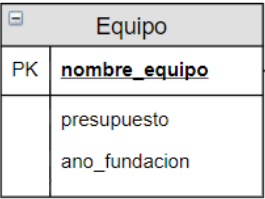 Equipo
PK nombre_equipo
presupuesto
ano_fundacion